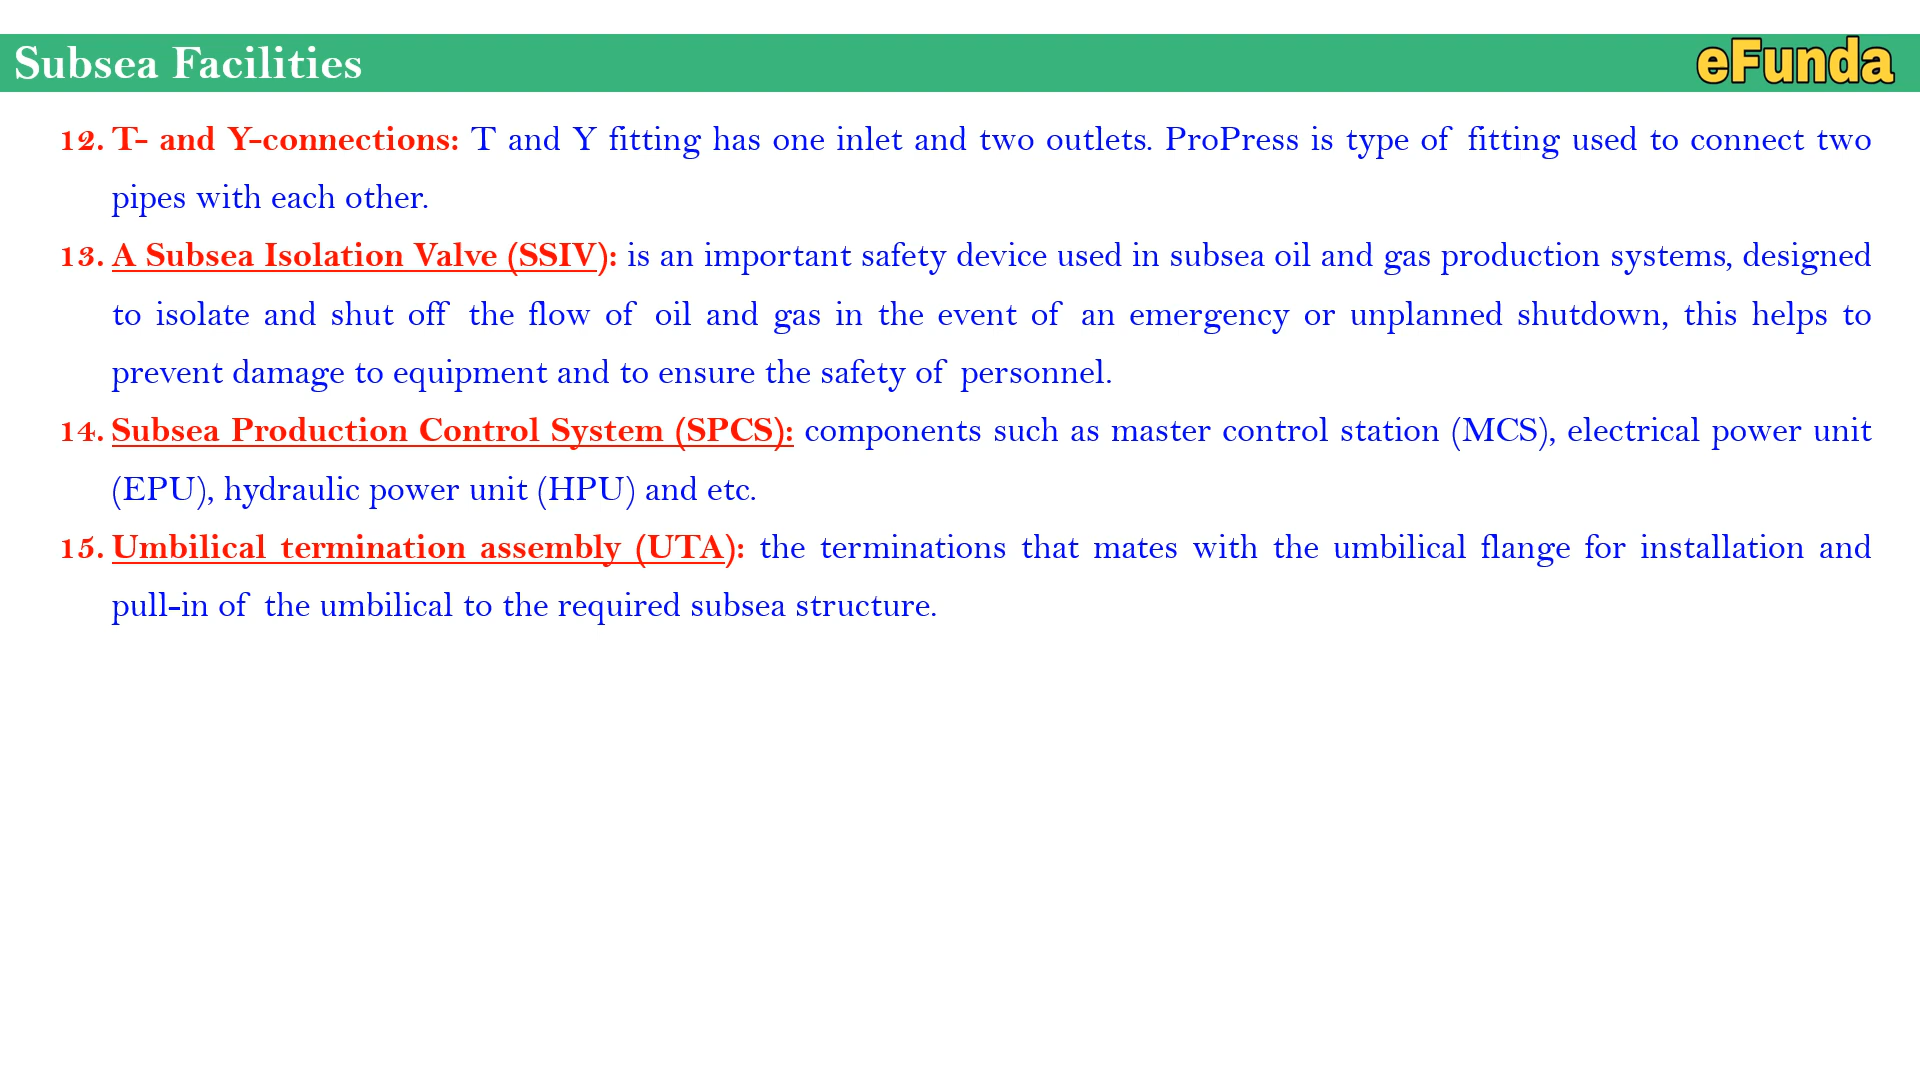 Subsea Facilities
eFunda
12. T- and Y-connections: T and Y fitting has one inlet and two outlets. ProPress is type of fitting used to connect two
pipes with each other.
13. A Subsea Isolation Valve (SSIV): is an important safety device used in subsea oil and gas production systems, designed
to isolate and shut off the flow of oil and gas in the event of an emergency or unplanned shutdown, this helps to
prevent damage to equipment and to ensure the safety of personnel.
14. Subsea Production Control System (SPCS): components such as master control station (MCS), electrical power unit
(EPU), hydraulic power unit (HPU) and etc.
15. Umbilical termination assembly (UTA): the terminations that mates with the umbilical flange for installation and
pull-in of the umbilical to the required subsea structure.